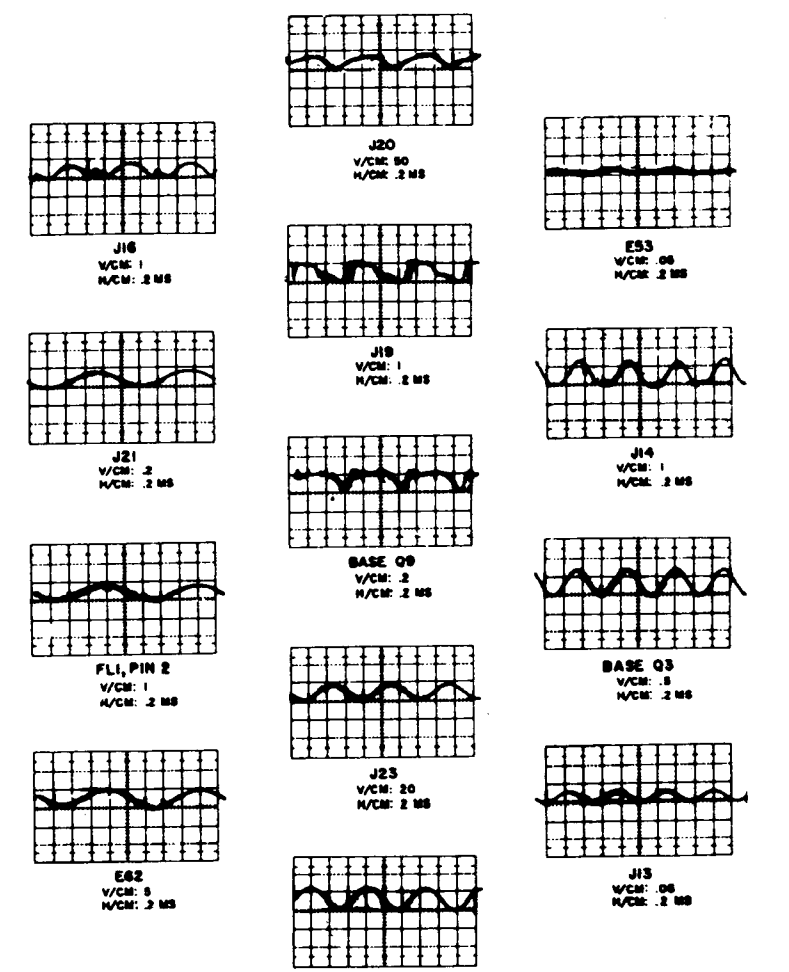 J20
V/CM: 50
H/CM: .2 MS
J16
V/CM: 1
H/CM: .2 MS
E53
V/CM: .05
H/CM: .2 MS
J19
V/CM: 1
H/CM: .2 MS
J21
V/CM: .2
H/CM: .2 MS
J14
V/CM: 1
H/CM: .2 MS
BASE Q9
V/CM: .2
H/CM: .2 MS
FL1, PIN 2
V/CM: 1
H/CM: .2 MS
BASE Q3
V/CM: .5
H/CM: .2 MS
J23
V/CM: 20
H/CM: 2 MS
E62
V/CM: 5
H/CM: .2 MS
J13
V/CM: .05
H/CM: .2 MS